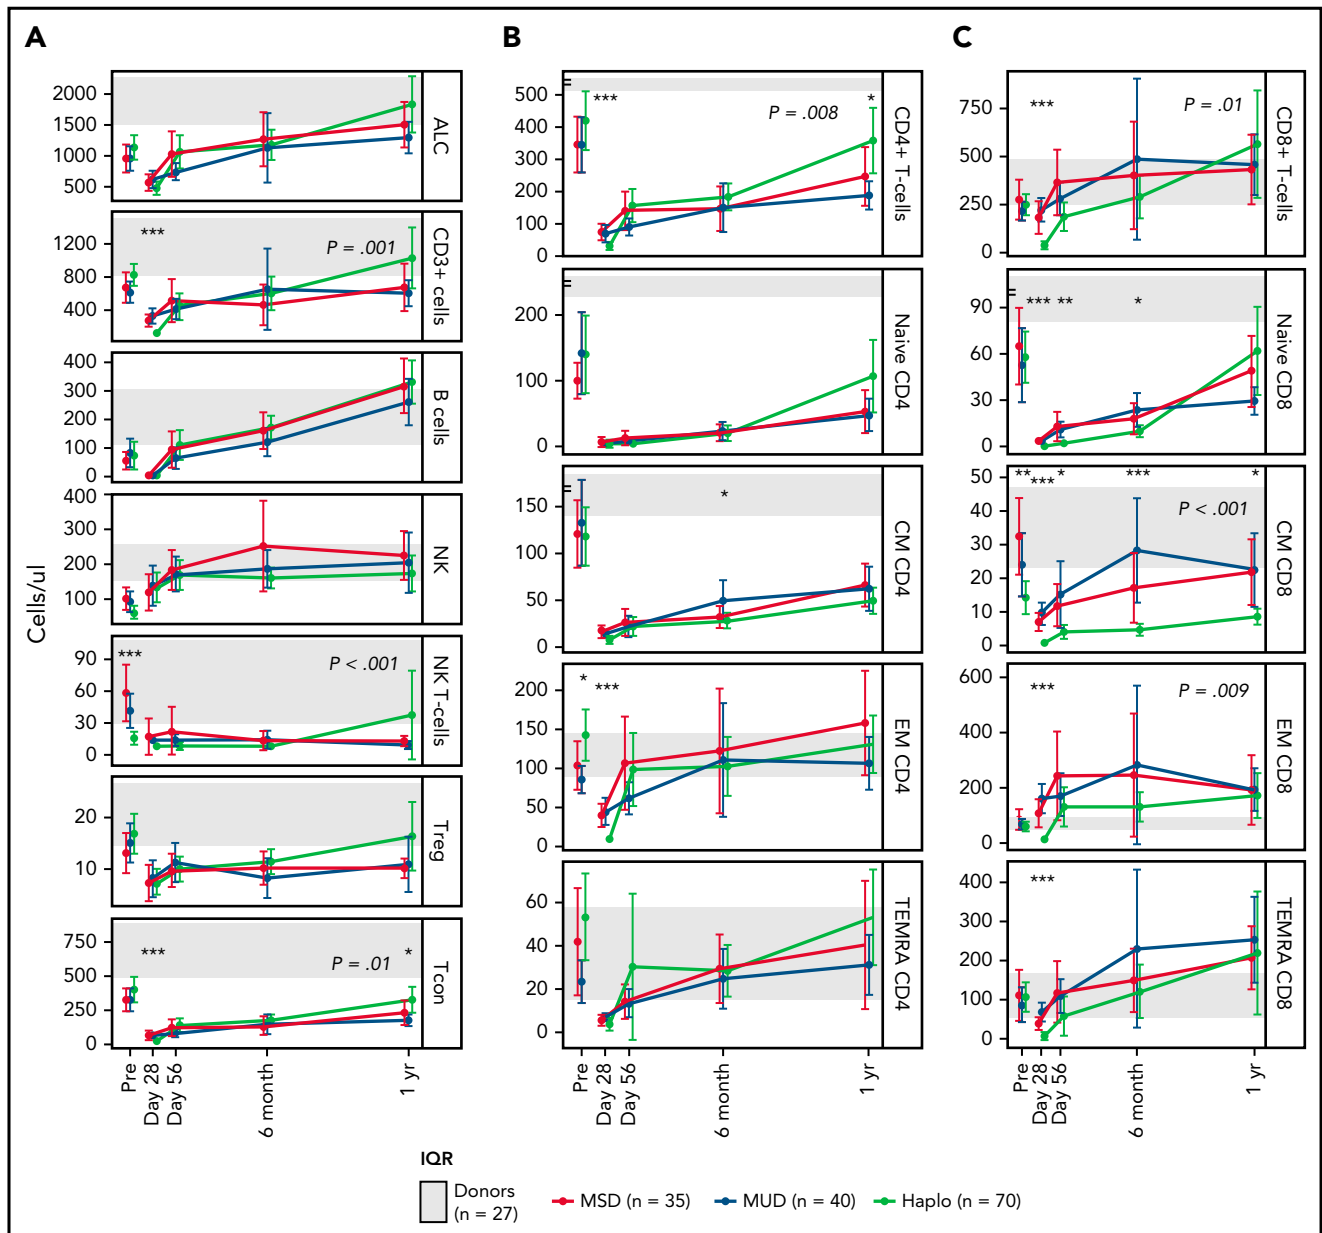 A
B
C
Cells/ul
2000
1500
1000
500
ALC
***
P = .001
1200
800
400
CD3+ cells
400
300
200
100
0
B cells
400
300
200
100
NK
***
P < .001
90
60
30
0
NK T-cells
20
10
Treg
***
P = .01
*
750
500
250
0
Tcon
Pre
Day 28
Day 56
6 month
1 yr
***
P = .008
*
500
400
300
200
100
0
CD4+ T-cells
200
100
0
Naive CD4
*
150
100
50
0
CM CD4
*
***
200
150
100
50
0
EM CD4
60
40
20
0
TEMRA CD4
Pre
Day 28
Day 56
6 month
1 yr
***
P = .01
750
500
250
0
CD8+ T-cells
***
**
*
90
60
30
0
Naive CD8
**
***
*
***
*
P < .001
50
40
30
20
10
0
CM CD8
***
P = .009
600
400
200
0
EM CD8
***
400
300
200
100
0
TEMRA CD8
Pre
Day 28
Day 56
6 month
1 yr
IQR
Donors
(n = 27)
MSD (n = 35)
MUD (n = 40)
Haplo (n = 70)